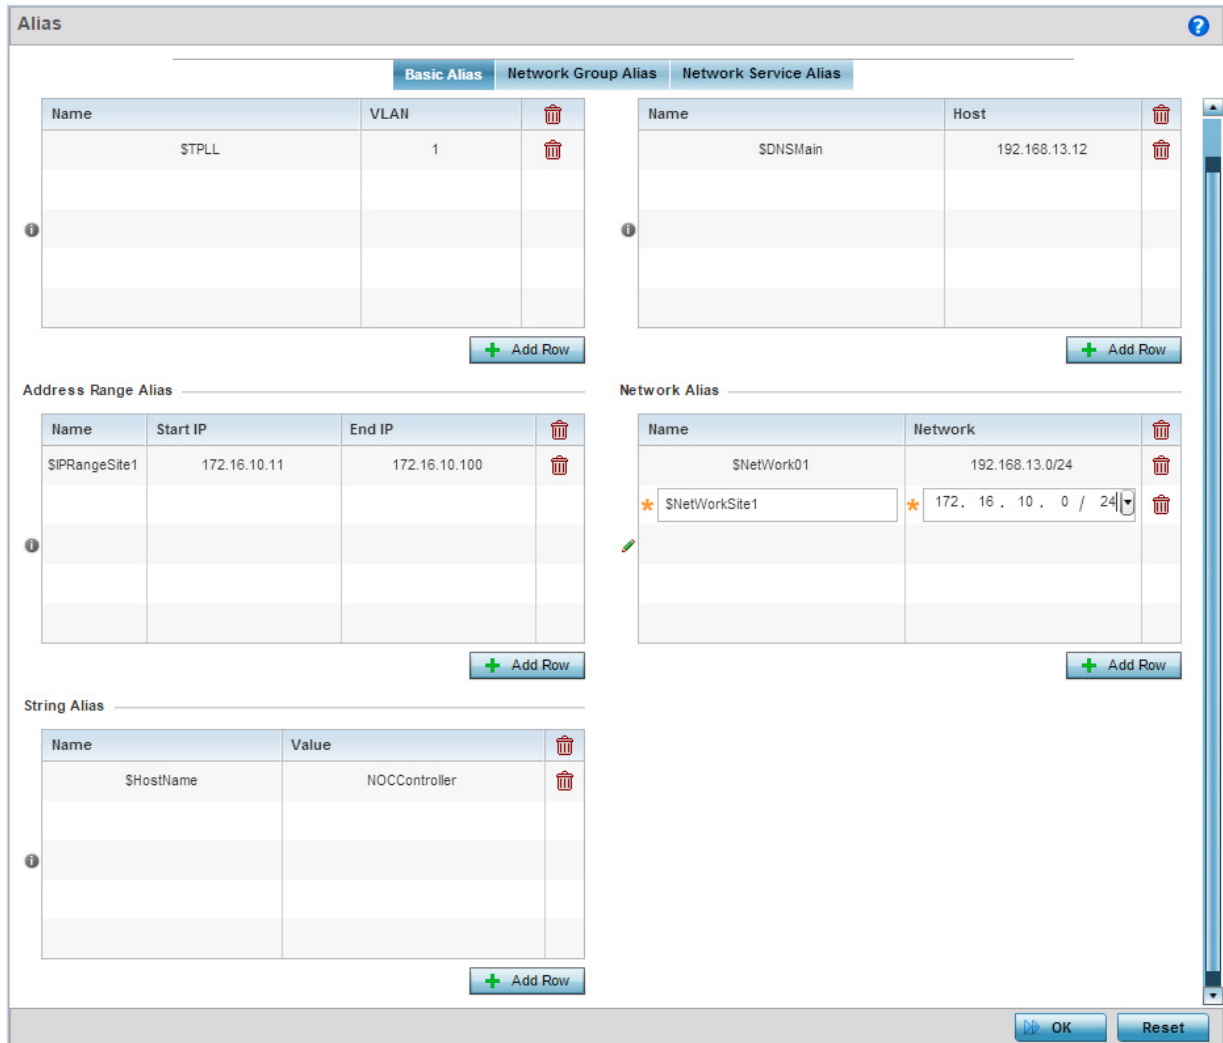 Alias
?
Basic Alias Network Group Alias Network Service Alias
Name VLAN
$TPLL 1
Add Row
Name Host
$DNSMain 192.168.13.12
Add Row
Address Range Alias
Name Start IP End IP
$IPRangeSite1 172.16.10.11 172.16.10.100
Add Row
Network Alias
Name Network
$NetWork01 192.168.13.0/24
* $NetWorkSite1 * 172. 16 . 10 . 0 / 24
Add Row
String Alias
Name Value
$HostName NOCController
Add Row
OK Reset